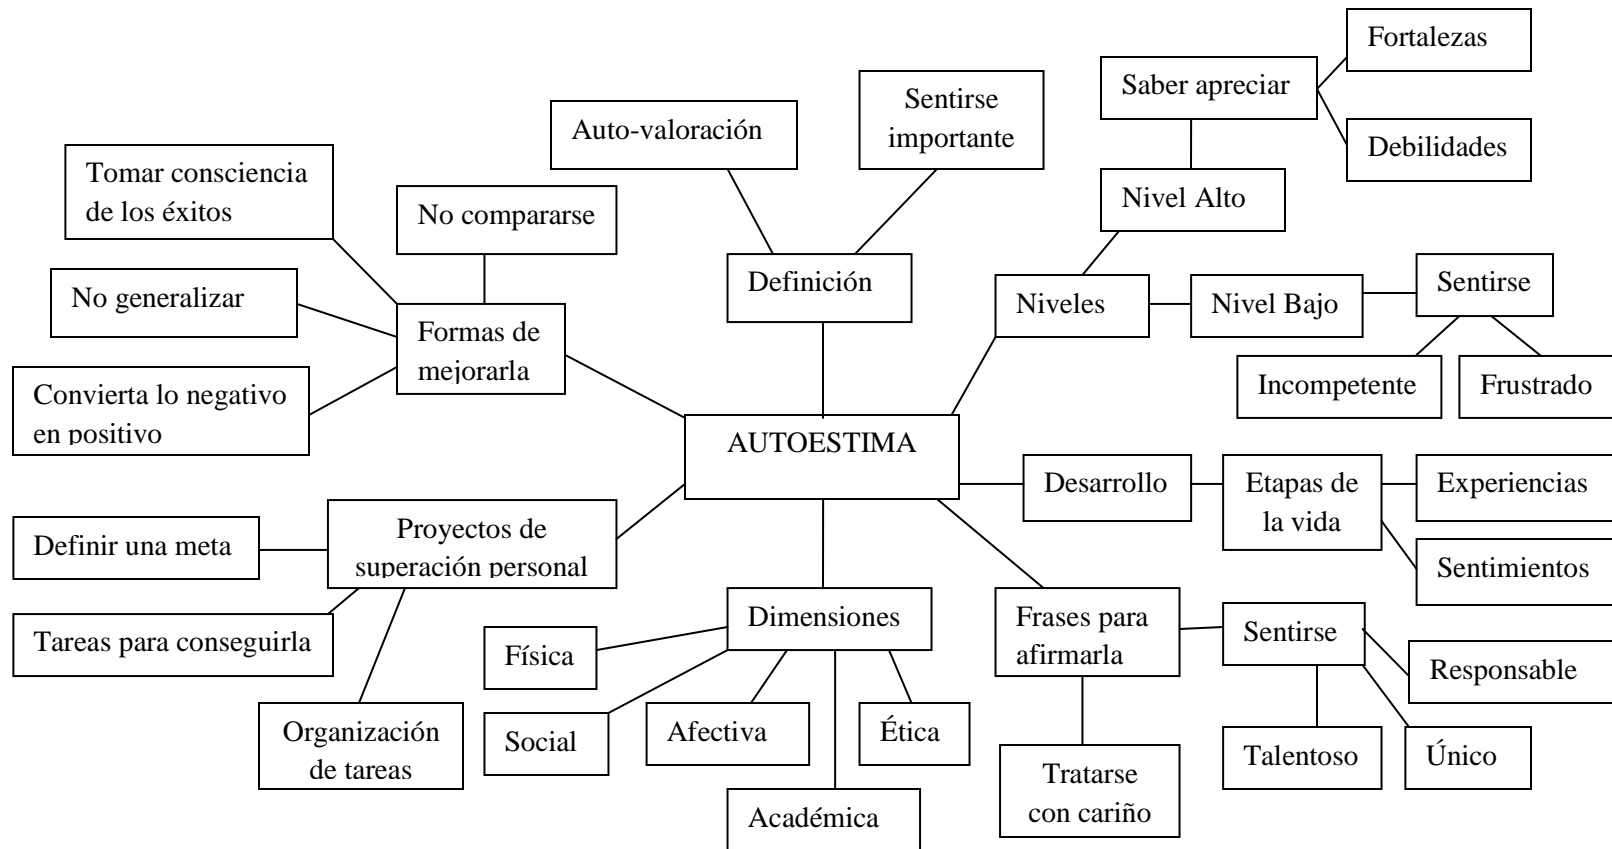 Fortalezas
Saber apreciar
Debilidades
Sentirse
importante
Auto-valoración
Tomar consciencia
de los éxitos
No compararse
Nivel Alto
No generalizar
Definición
Niveles
Nivel Bajo
Sentirse
Formas de
mejorarla
Incompetente
Frustrado
Convierta lo negativo
en positivo
AUTOESTIMA
Desarrollo
Etapas de
la vida
Experiencias
Sentimientos
Definir una meta
Proyectos de
superación personal
Tareas para conseguirla
Organización
de tareas
Dimensiones
Física
Social
Afectiva
Ética
Académica
Frases para
afirmarla
Sentirse
Responsable
Talentoso
Único
Tratarse
con cariño